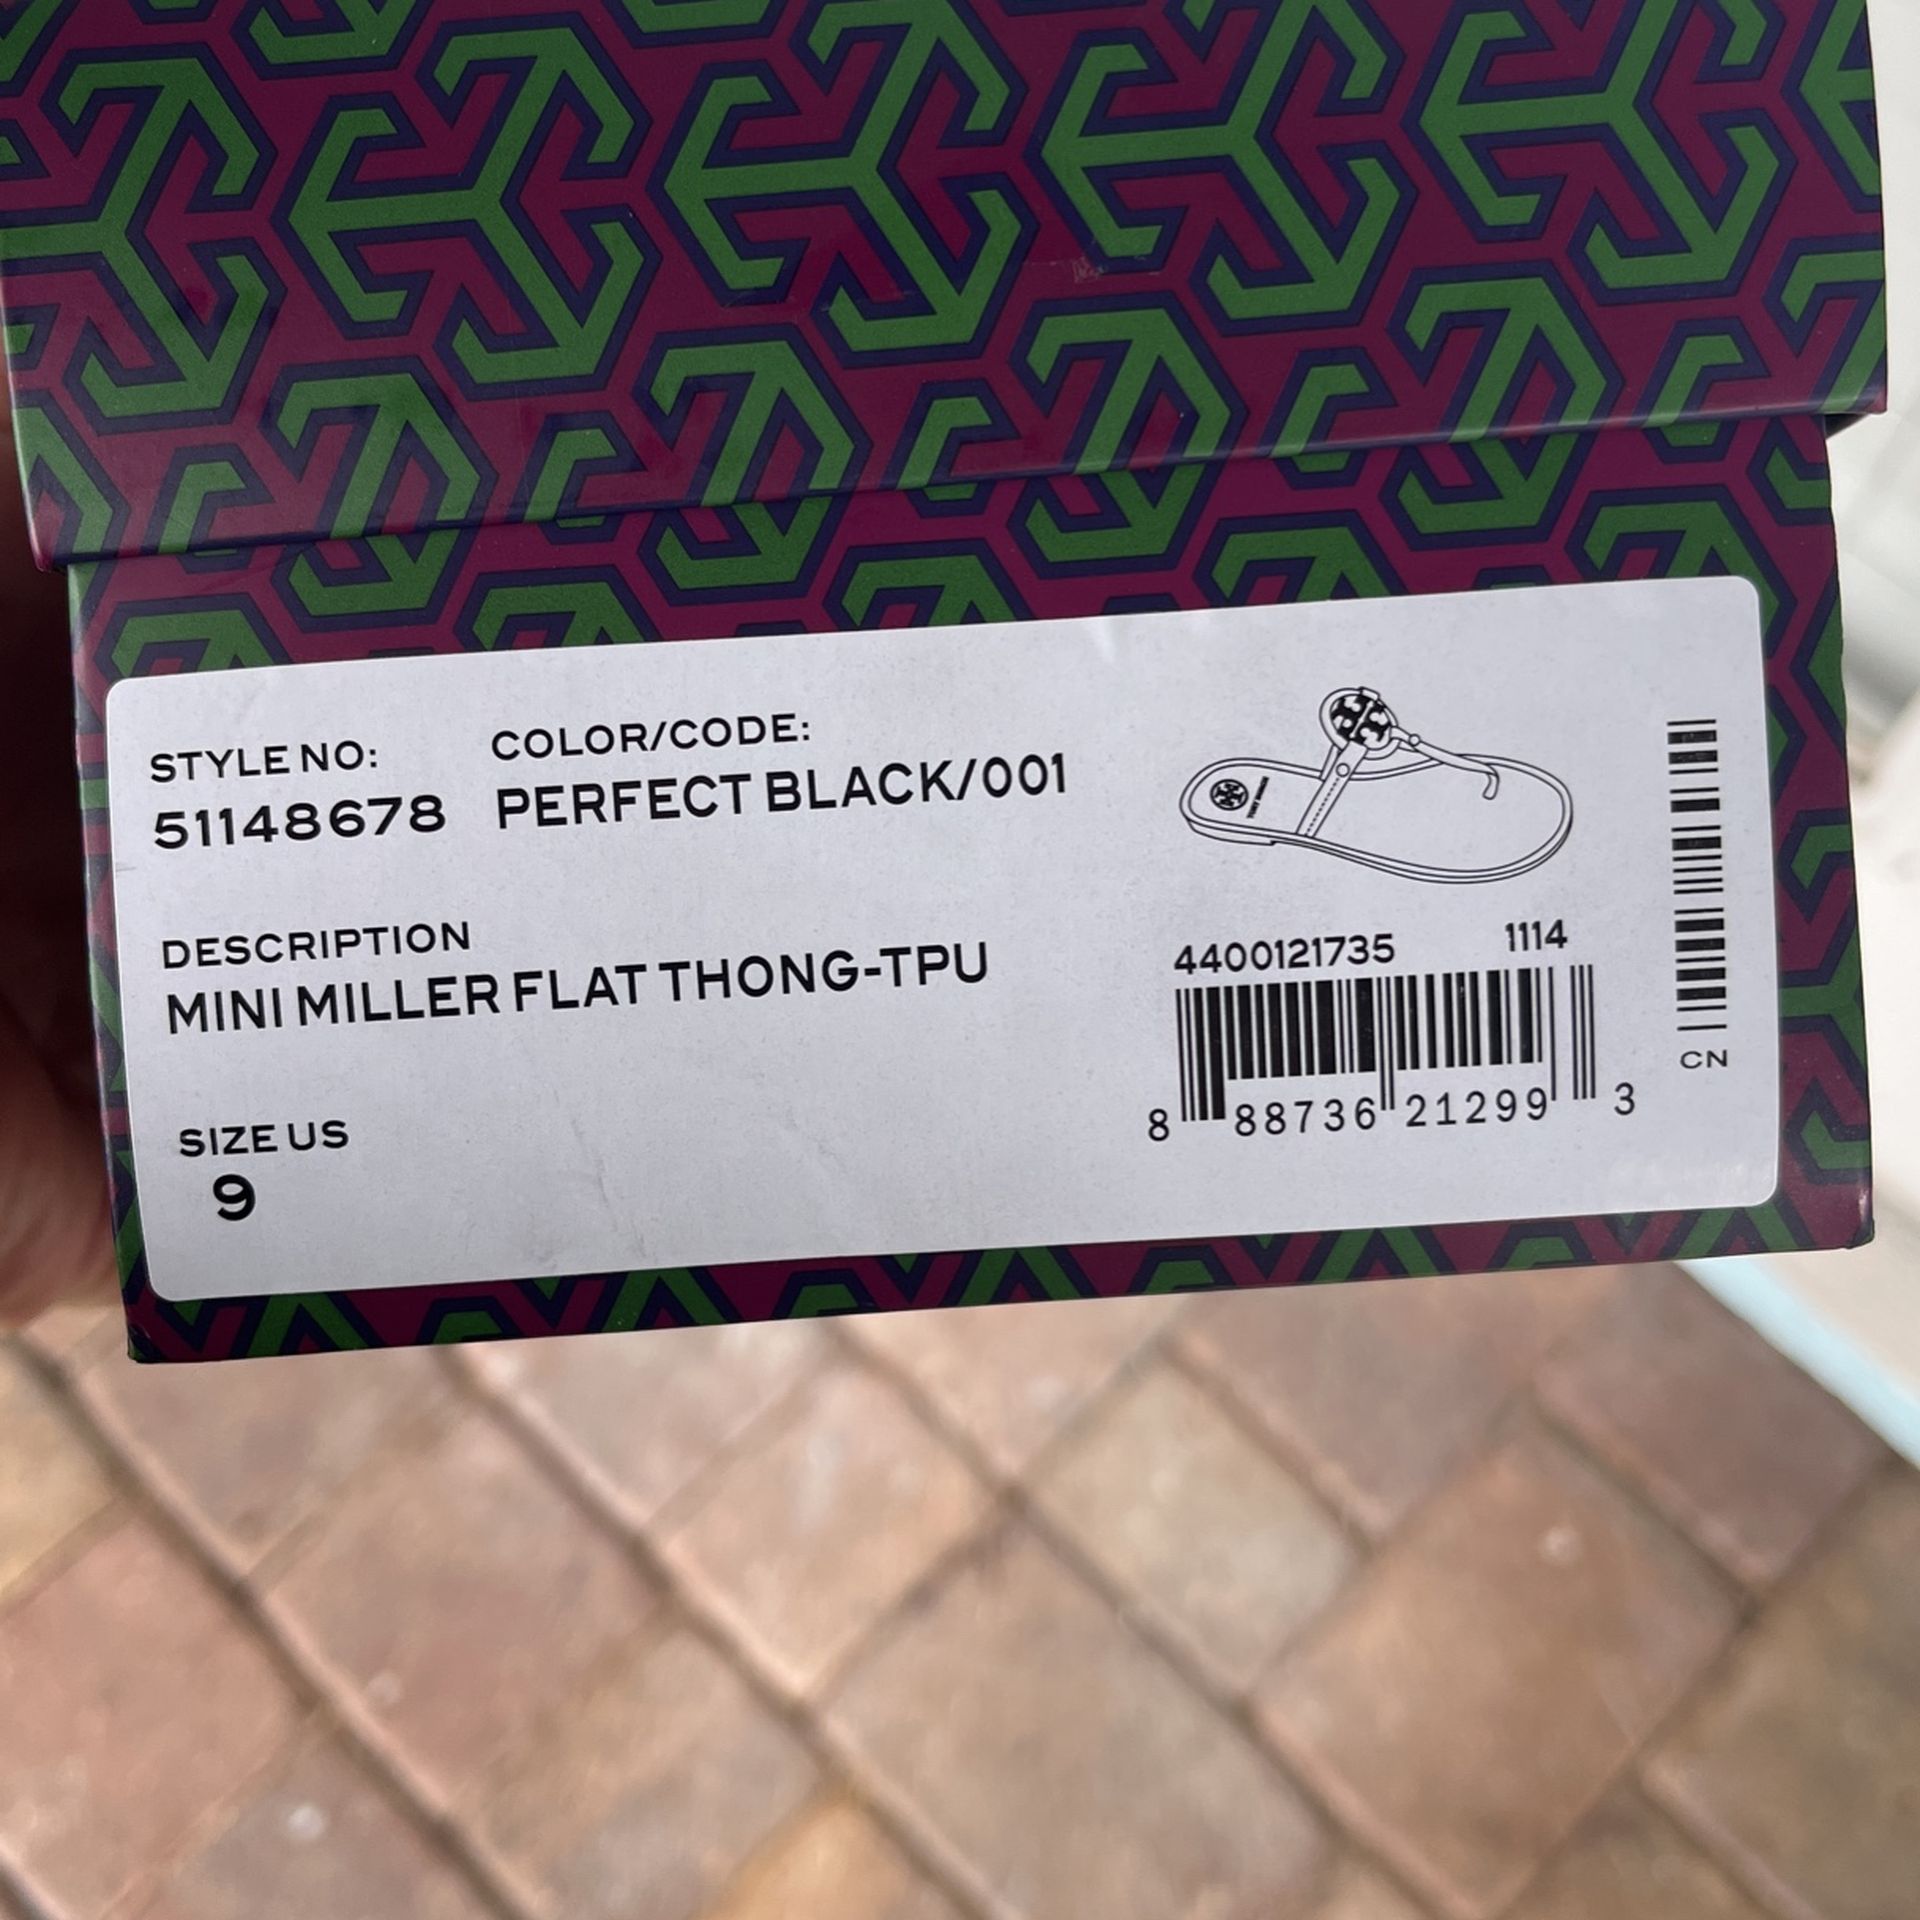 STYLE NO:
51148678
COLOR/CODE:
PERFECT BLACK/001
DESCRIPTION
MINI MILLER FLAT THONG-TPU
SIZE US
9
4400121735 1114
8 88736 21299 3
CN